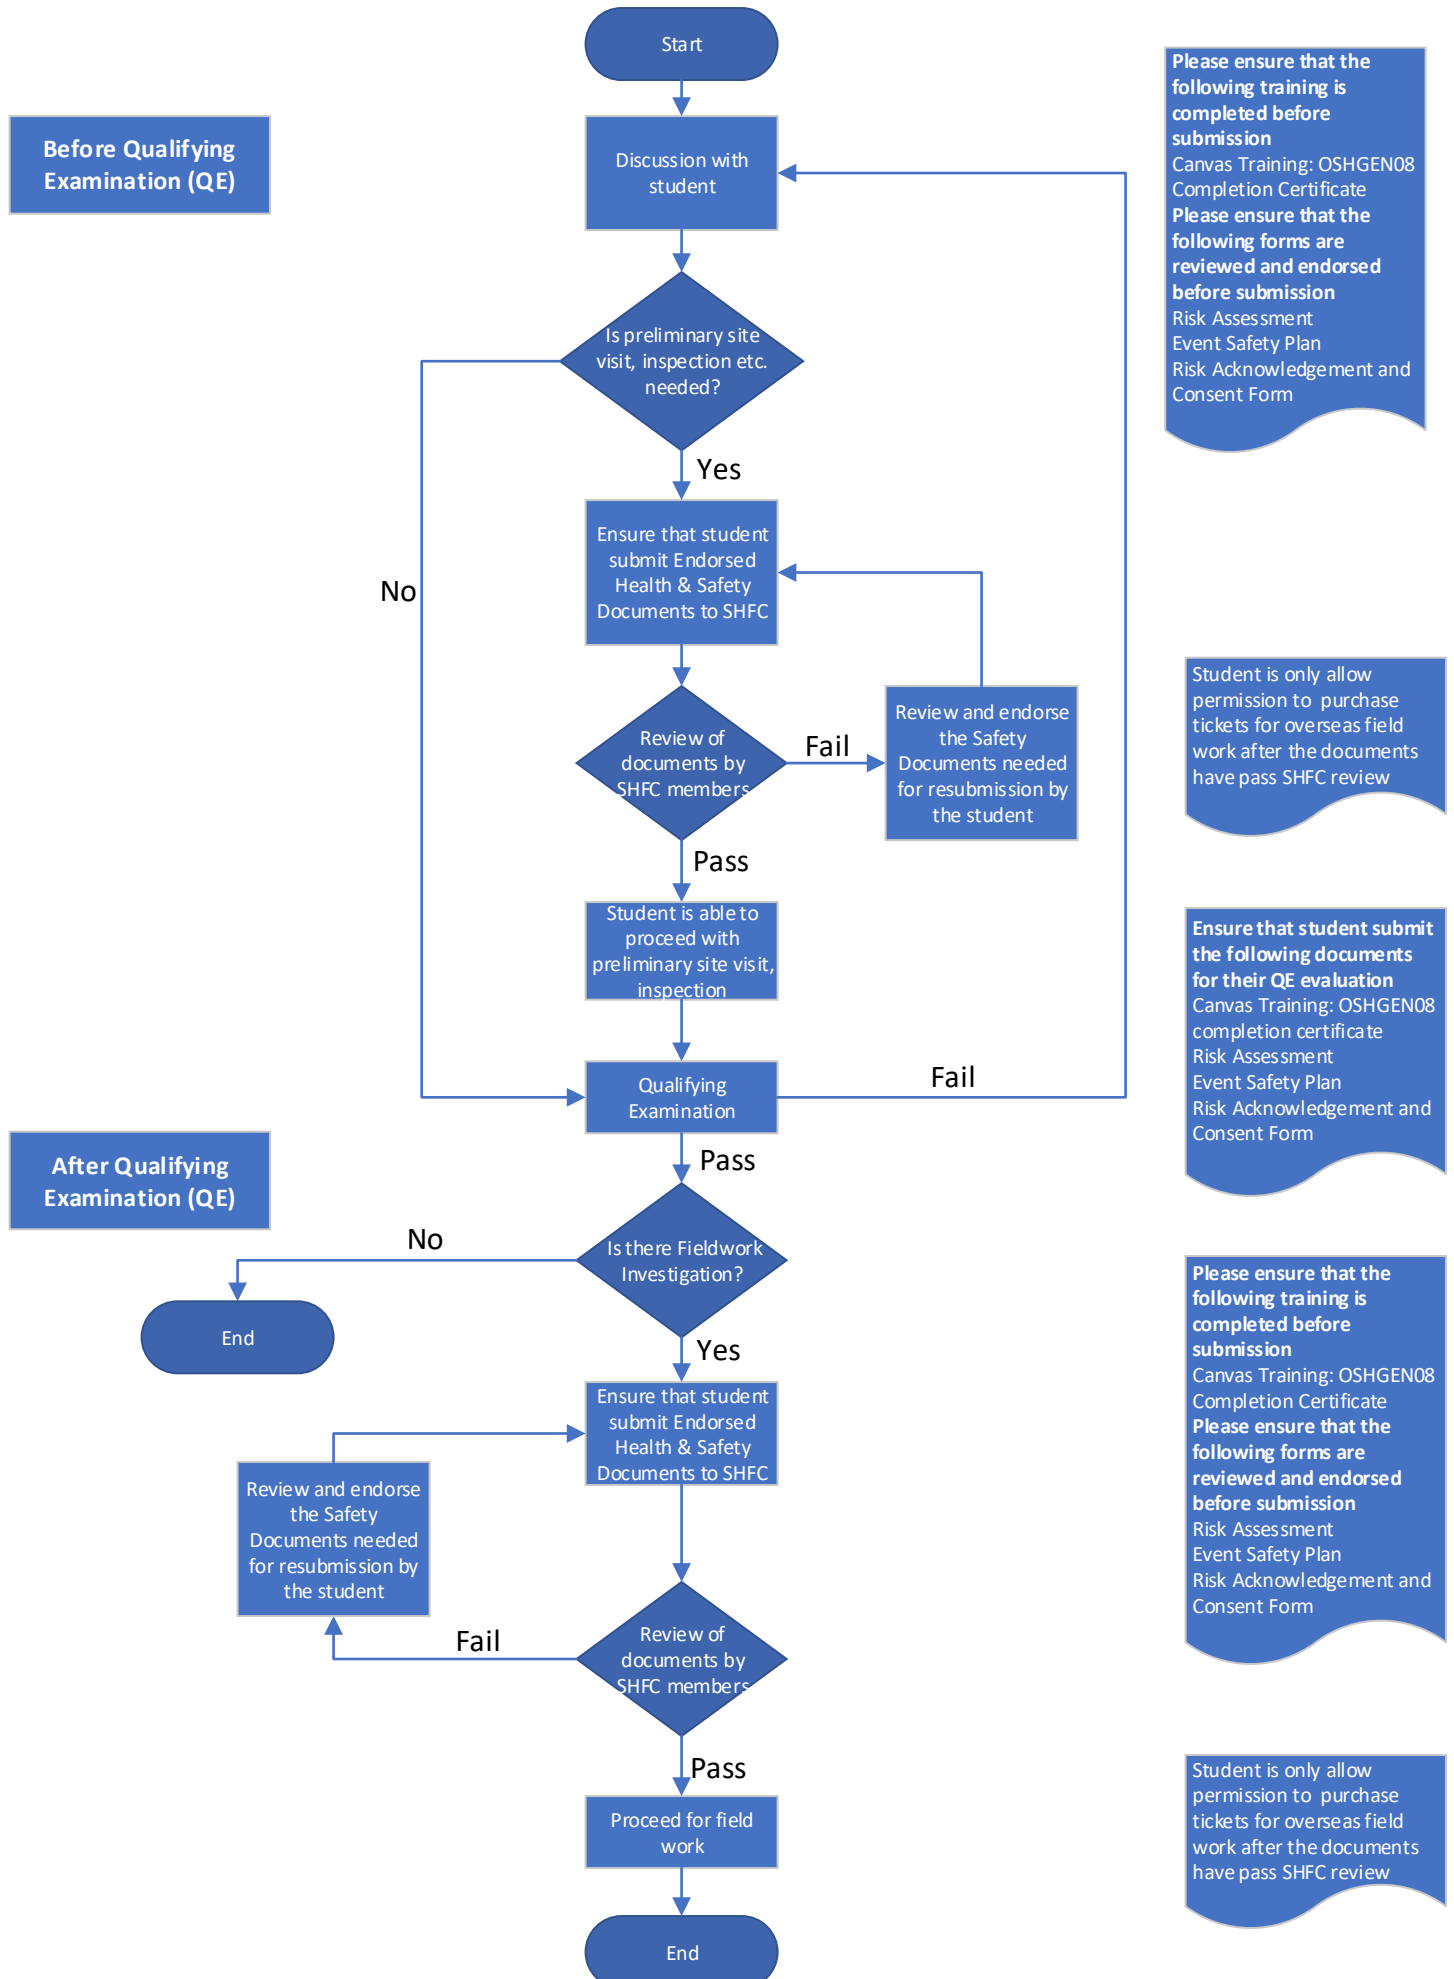 Start
Before Qualifying
Examination (QE)
Discussion with
student
Please ensure that the
following training is
completed before
submission
Canvas Training: OSHGEN08
Completion Certificate
Please ensure that the
following forms are
reviewed and endorsed
before submission
Risk Assessment
Event Safety Plan
Risk Acknowledgement and
Consent Form
Is preliminary site
visit, inspection etc.
needed?
Yes
No
Ensure that student
submit Endorsed
Health & Safety
Documents to SHFC
Review of
documents by
SHFC members
Fail
Review and endorse
the Safety
Documents needed
for resubmission by
the student
Student is only allow
permission to purchase
tickets for overseas field
work after the documents
have pass SHFC review
Pass
Student is able to
proceed with
preliminary site visit,
inspection
Ensure that student submit
the following documents
for their QE evaluation
Canvas Training: OSHGEN08
completion certificate
Risk Assessment
Event Safety Plan
Risk Acknowledgement and
Consent Form
Qualifying
Examination
Fail
Pass
After Qualifying
Examination (QE)
Is there Fieldwork
Investigation?
No
End
Yes
Please ensure that the
following training is
completed before
submission
Canvas Training: OSHGEN08
Completion Certificate
Please ensure that the
following forms are
reviewed and endorsed
before submission
Risk Assessment
Event Safety Plan
Risk Acknowledgement and
Consent Form
Ensure that student
submit Endorsed
Health & Safety
Documents to SHFC
Review and endorse
the Safety
Documents needed
for resubmission by
the student
Fail
Review of
documents by
SHFC members
Pass
Proceed for field
work
Student is only allow
permission to purchase
tickets for overseas field
work after the documents
have pass SHFC review
End